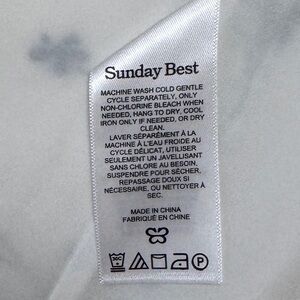 Sunday Best
MACHINE WASH COLD GENTLE
CYCLE SEPARATELY, ONLY
NON-CHLORINE BLEACH WHEN
NEEDED, HANG TO DRY, COOL
IRON ONLY IF NEEDED, OR DRY
CLEAN.
LAVER SÉPARÉMENT À LA
MACHINE À L'EAU FROIDE AU
CYCLE DÉLICAT, UTILISER
SEULEMENT UN JAVELLISANT
SANS CHLORE AU BESOIN.
SUSPENDRE POUR SÉCHER,
REPASSAGE DOUX SI
NÉCESSAIRE, OU NETTOYER À
SEC.
MADE IN CHINA
FABRIQUÉ EN CHINE